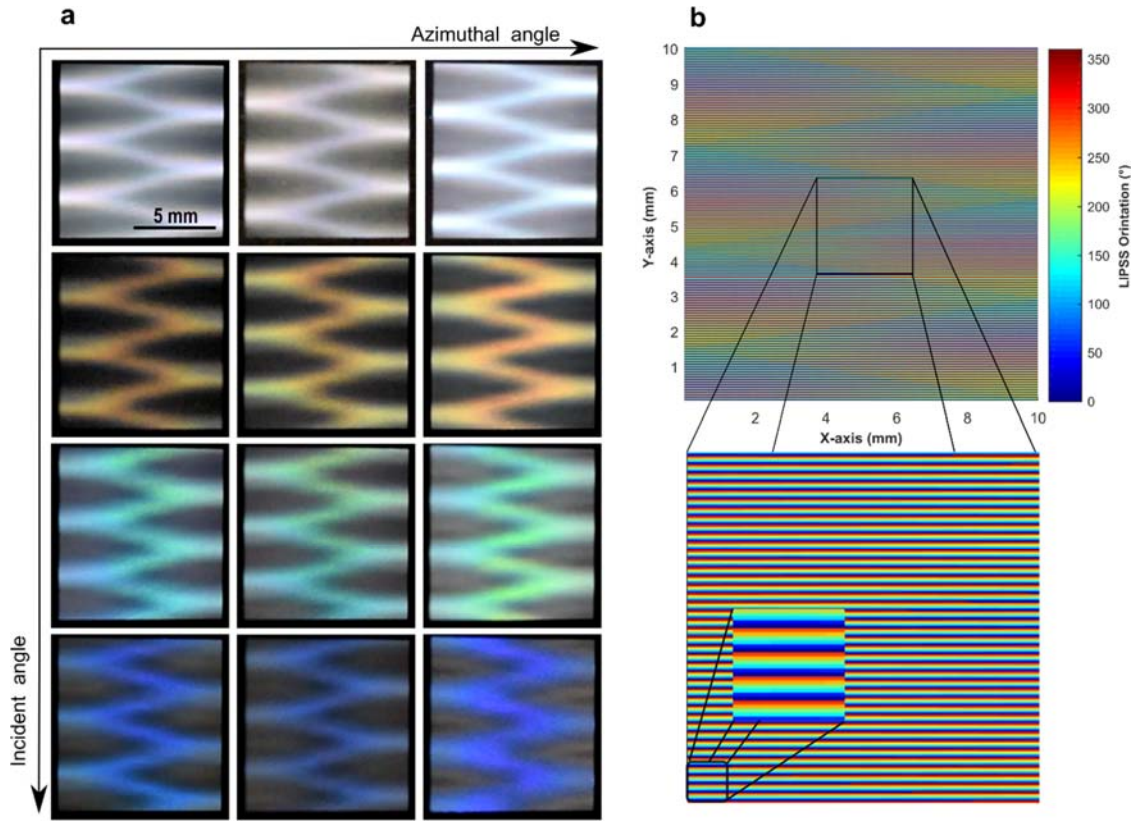 a
Azimuthal angle
5 mm
Incident angle
b
10
9
8
7
6
5
4
3
2
1
Y-axis (mm)
2
4
6
8
10
X-axis (mm)
350
300
250
200
150
100
50
0
LIPSS Orintation (°)